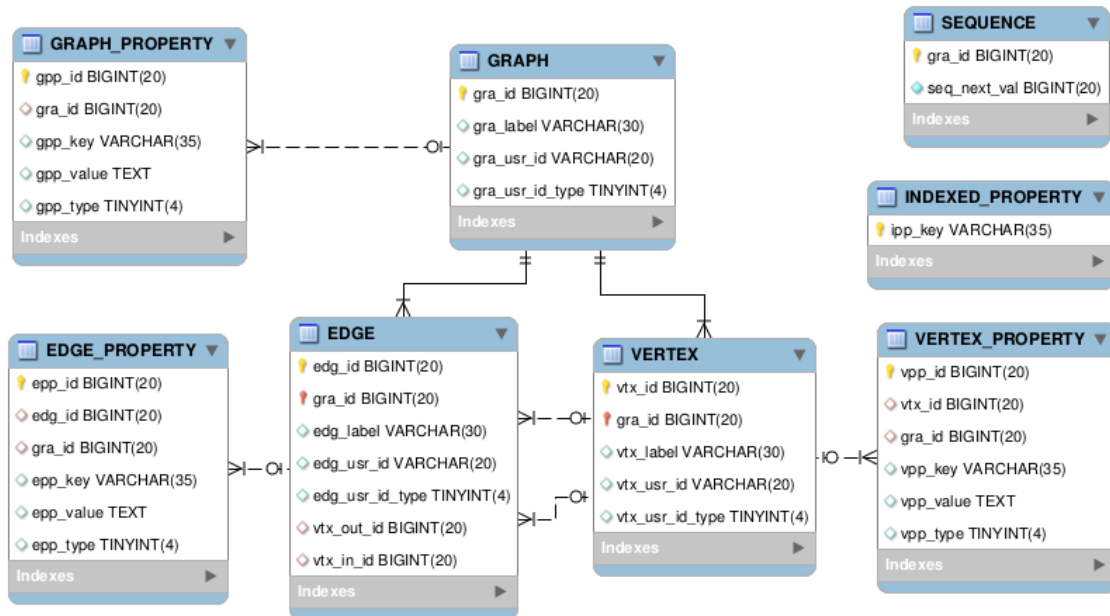 GRAPH_PROPERTY
gpp_id BIGINT(20)
gra_id BIGINT(20)
gpp_key VARCHAR(35)
gpp_value TEXT
gpp_type TINYINT(4)
Indexes
GRAPH
gra_id BIGINT(20)
gra_label VARCHAR(30)
gra_usr_id VARCHAR(20)
gra_usr_id_type TINYINT(4)
Indexes
SEQUENCE
gra_id BIGINT(20)
seq_next_val BIGINT(20)
Indexes
INDEXED_PROPERTY
ipp_key VARCHAR(35)
Indexes
EDGE_PROPERTY
epp_id BIGINT(20)
edg_id BIGINT(20)
gra_id BIGINT(20)
epp_key VARCHAR(35)
epp_value TEXT
epp_type TINYINT(4)
Indexes
EDGE
edg_id BIGINT(20)
gra_id BIGINT(20)
edg_label VARCHAR(30)
edg_usr_id VARCHAR(20)
edg_usr_id_type TINYINT(4)
vtx_out_id BIGINT(20)
vtx_in_id BIGINT(20)
Indexes
VERTEX
vtx_id BIGINT(20)
gra_id BIGINT(20)
vtx_label VARCHAR(30)
vtx_usr_id VARCHAR(20)
vtx_usr_id_type TINYINT(4)
Indexes
VERTEX_PROPERTY
vpp_id BIGINT(20)
vtx_id BIGINT(20)
gra_id BIGINT(20)
vpp_key VARCHAR(35)
vpp_value TEXT
vpp_type TINYINT(4)
Indexes